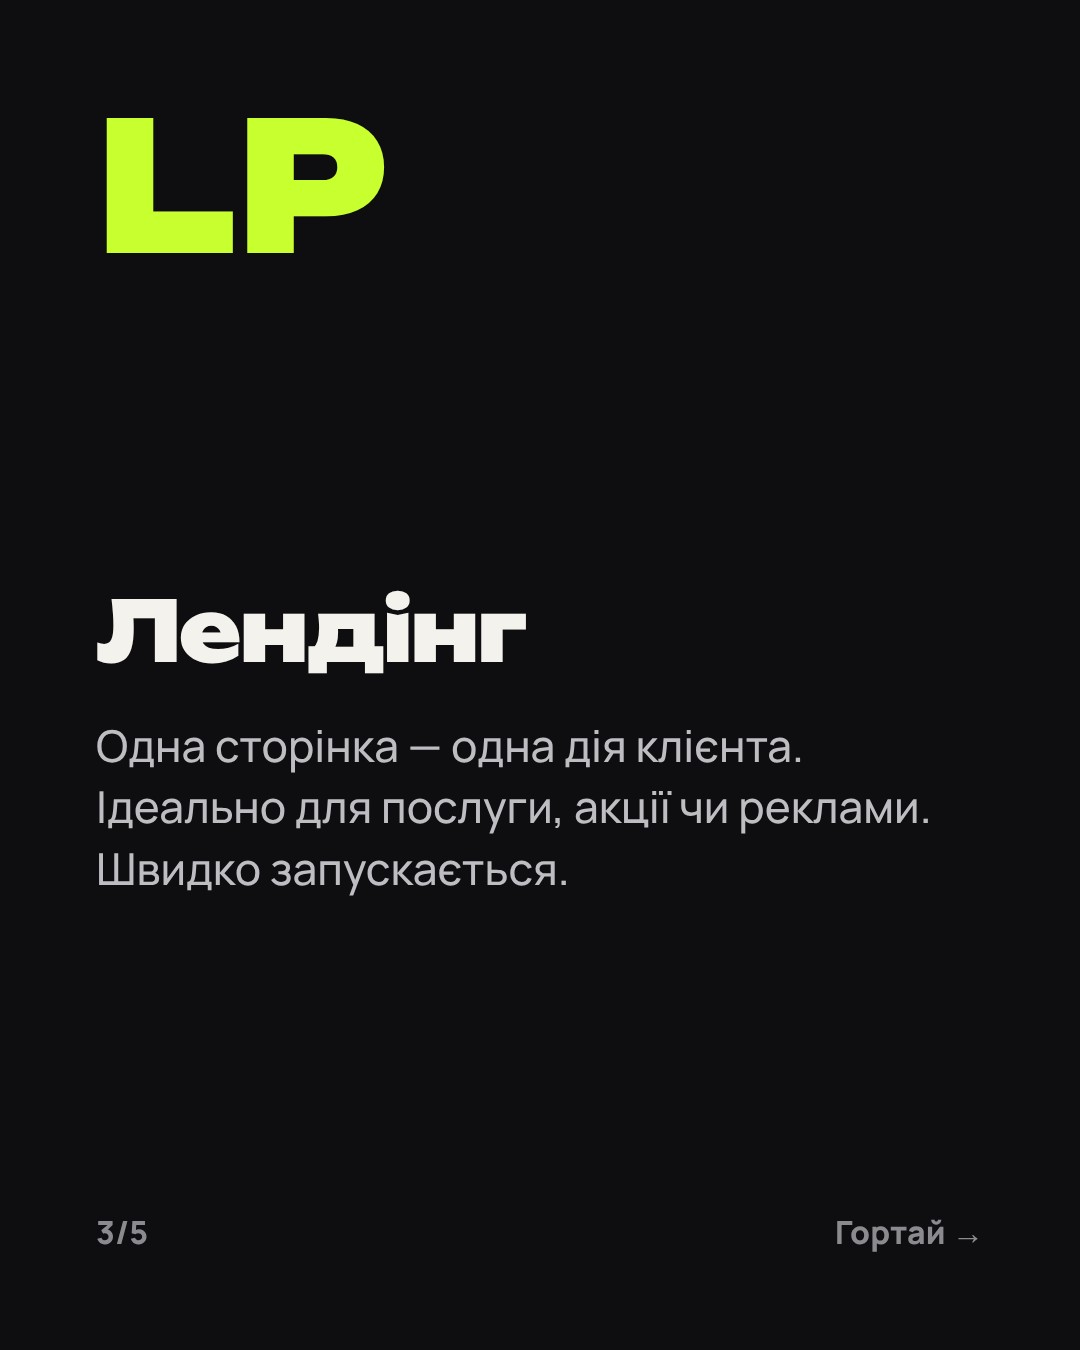 LP
Лендінг
Одна сторінка — одна дія клієнта.
Ідеально для послуги, акції чи реклами.
Швидко запускається.
3/5
Гортай →